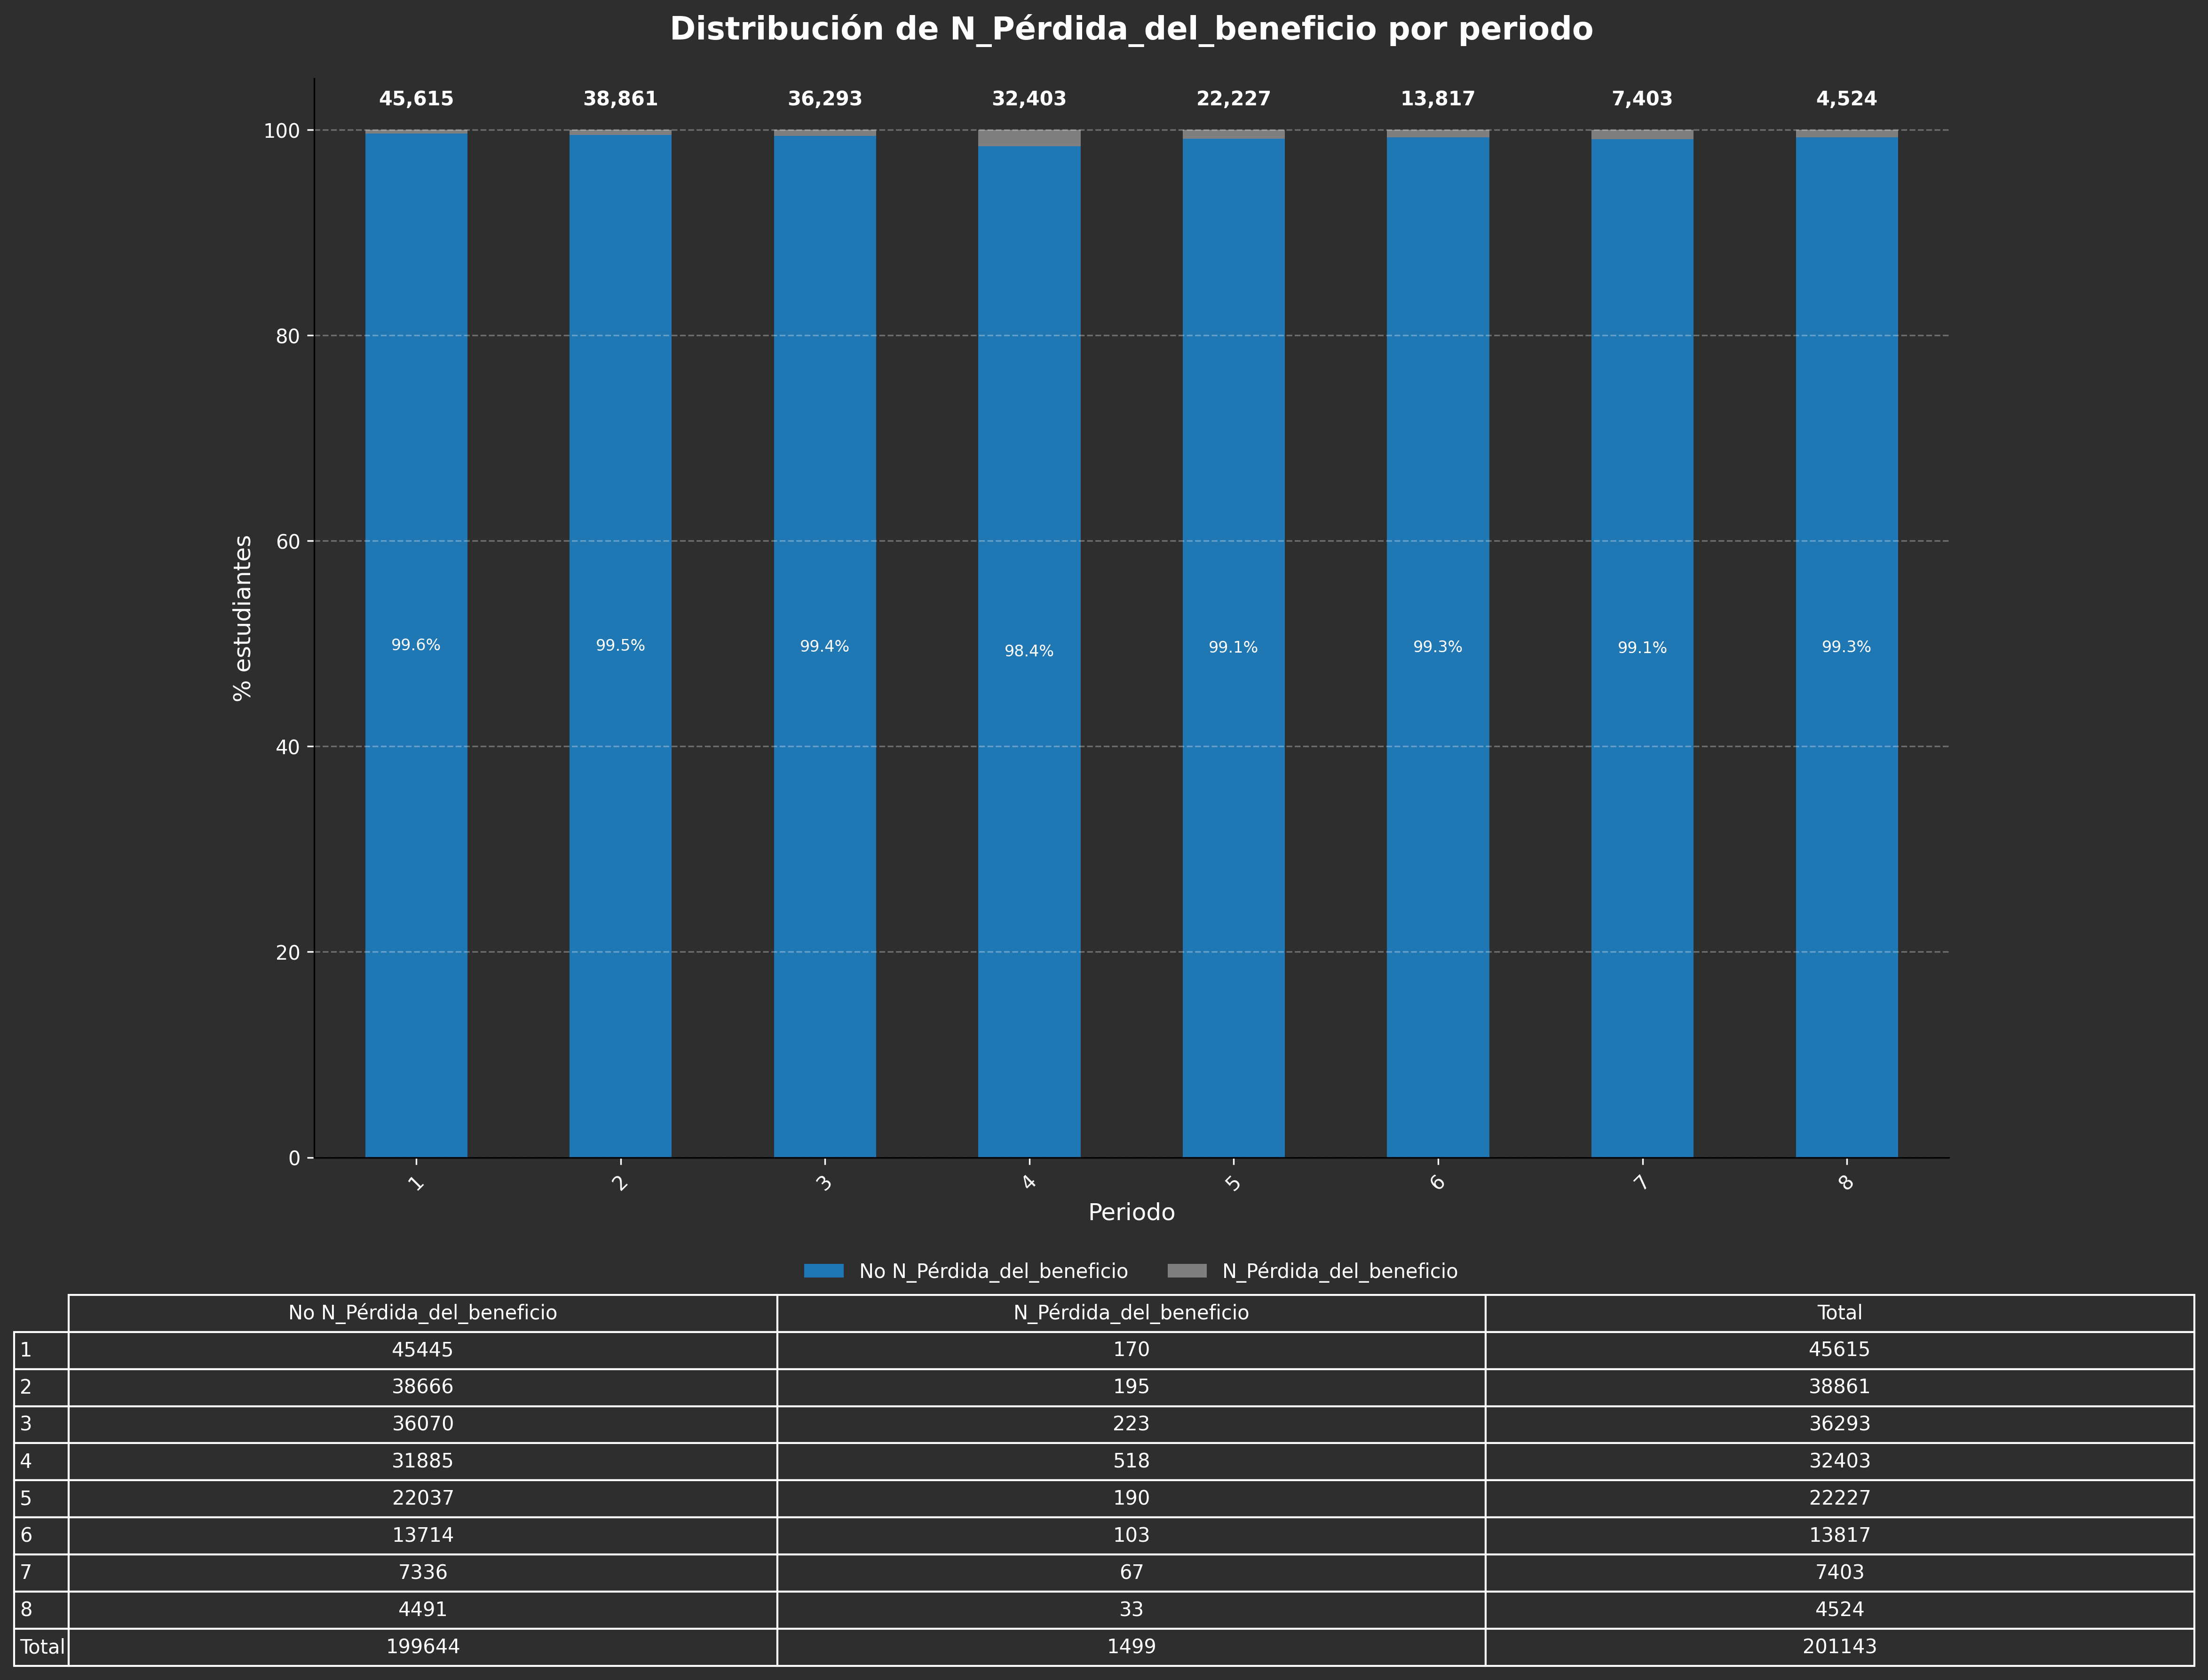 Distribución de N_Pérdida_del_beneficio por periodo
45,615 38,861 36,293 32,403 22,227 13,817 7,403 4,524
100
80
60
40
20
0
% estudiantes
99.6% 99.5% 99.4% 98.4% 99.1% 99.3% 99.1% 99.3%
1 2 3 4 5 6 7 8
Periodo
No N_Pérdida_del_beneficio N_Pérdida_del_beneficio
No N_Pérdida_del_beneficio N_Pérdida_del_beneficio Total
1 45445 170 45615
2 38666 195 38861
3 36070 223 36293
4 31885 518 32403
5 22037 190 22227
6 13714 103 13817
7 7336 67 7403
8 4491 33 4524
Total 199644 1499 201143